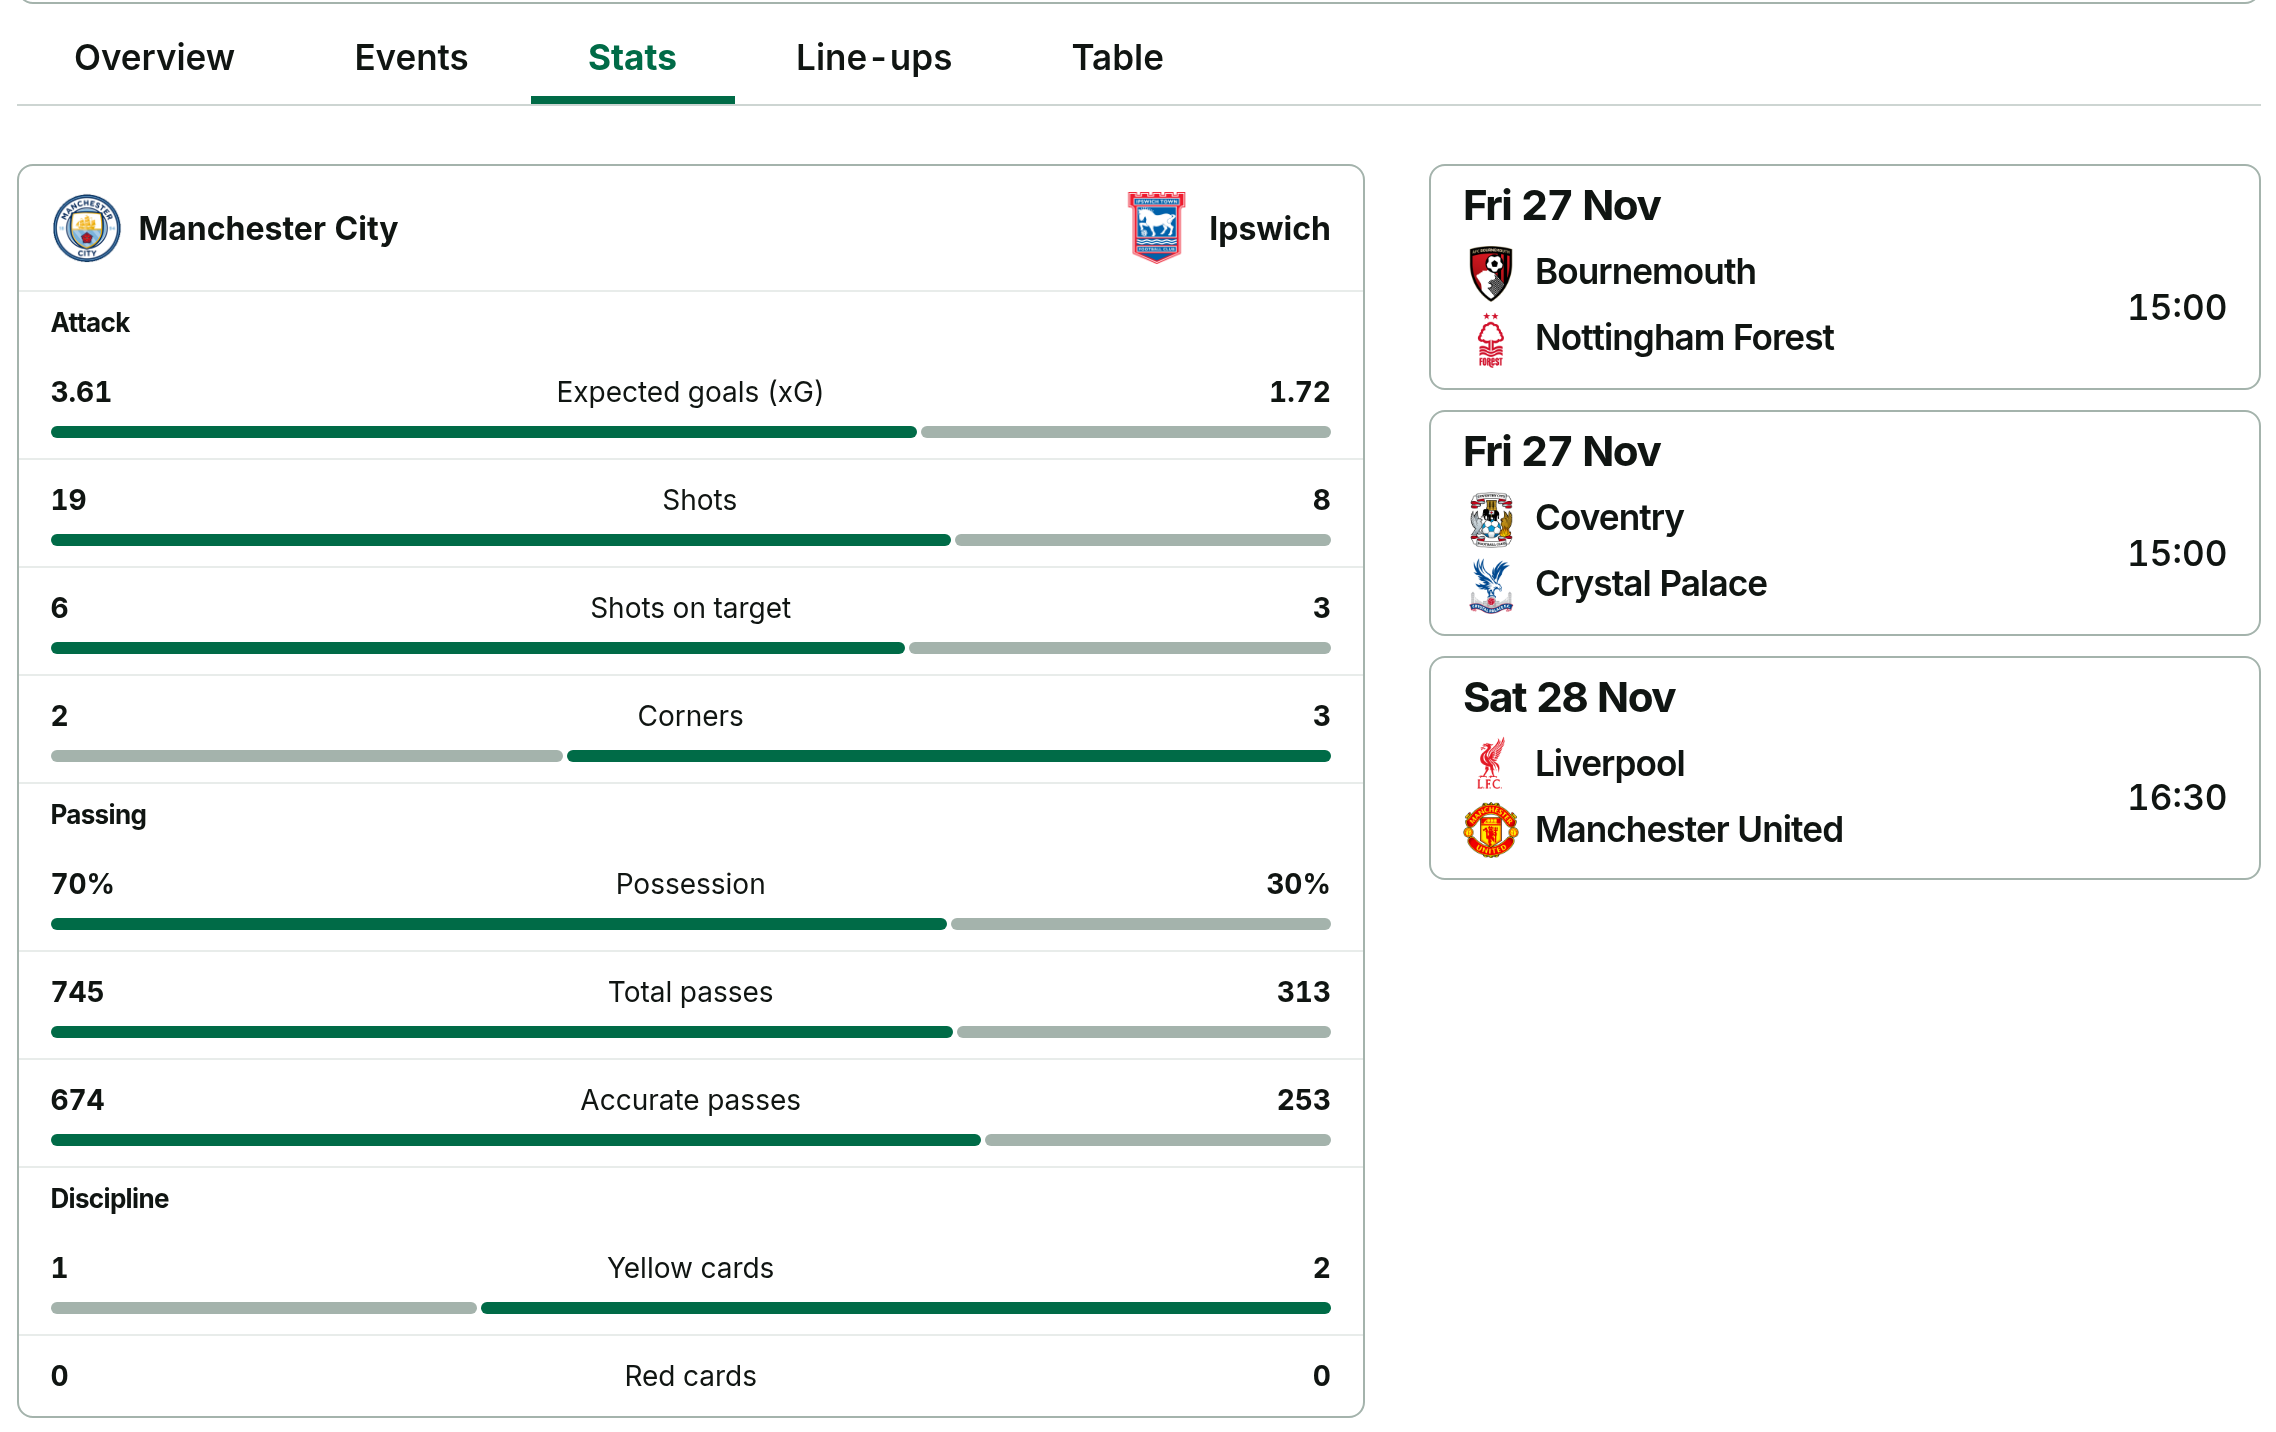 Overview Events Stats Line-ups Table
Manchester City Ipswich
Attack
3.61 Expected goals (xG) 1.72
19 Shots 8
6 Shots on target 3
2 Corners 3
Passing
70% Possession 30%
745 Total passes 313
674 Accurate passes 253
Discipline
1 Yellow cards 2
0 Red cards 0
Fri 27 Nov
Bournemouth
Nottingham Forest
15:00
Fri 27 Nov
Coventry
Crystal Palace
15:00
Sat 28 Nov
Liverpool
Manchester United
16:30